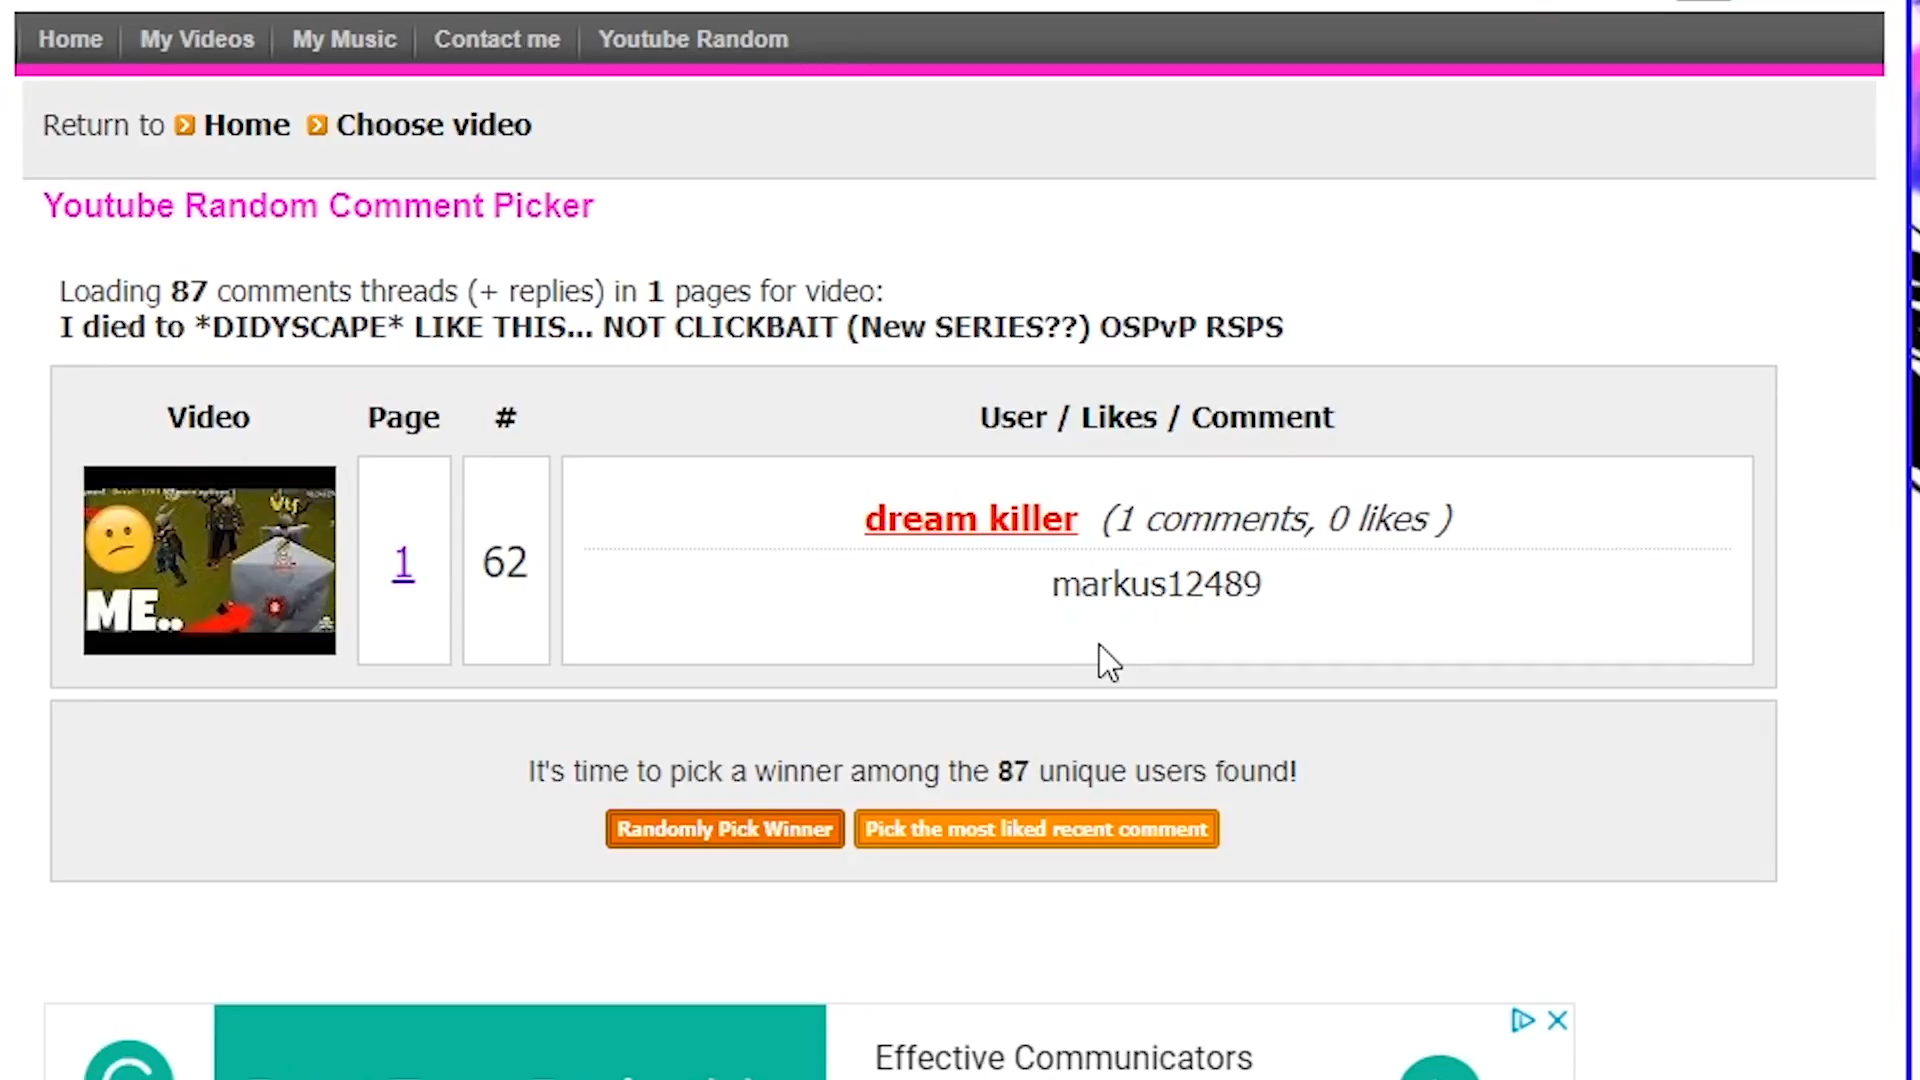 Home My Videos My Music Contact me Youtube Random
Return to Home Choose video
Youtube Random Comment Picker
Loading 87 comments threads (+ replies) in 1 pages for video:
I died to *DIDYSCAPE* LIKE THIS... NOT CLICKBAIT (New SERIES??) OSPvP RSPS
Video Page # User / Likes / Comment
Wtf
ME..
1
62
dream killer (1 comments, 0 likes )
markus12489
It's time to pick a winner among the 87 unique users found!
Randomly Pick Winner Pick the most liked recent comment
Effective Communicators